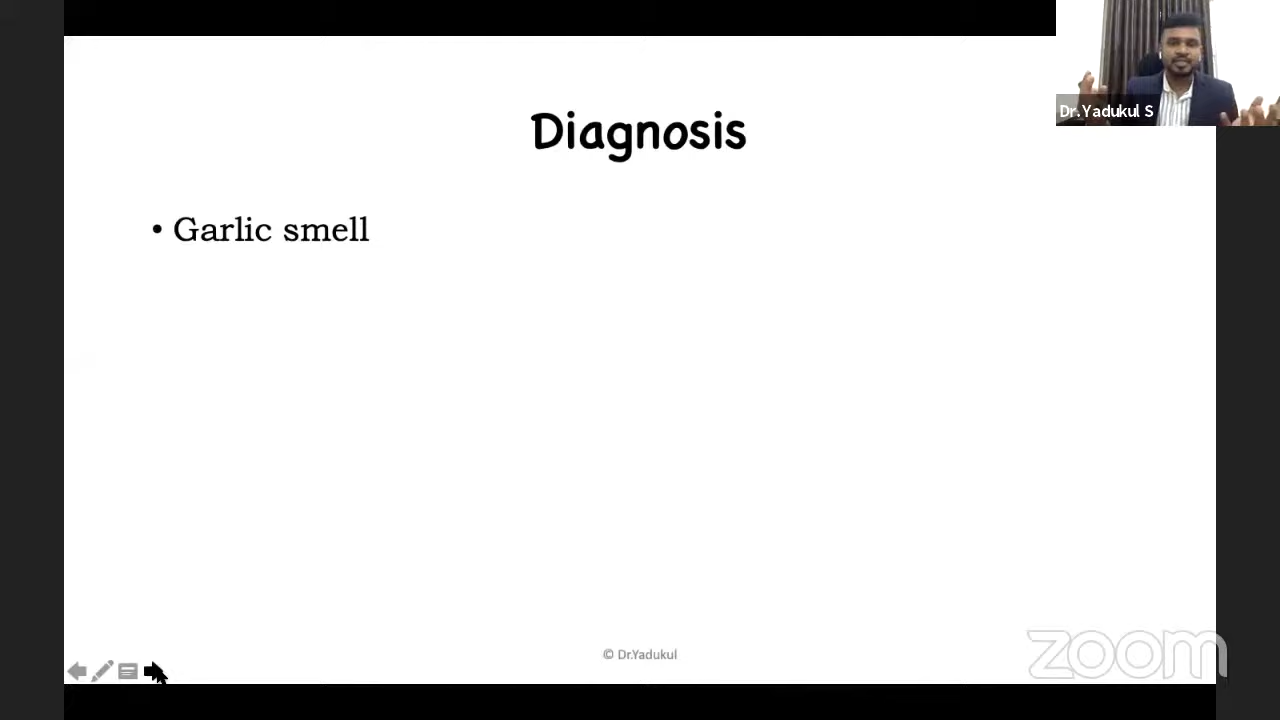 Dr.Yadukul S
Diagnosis
• Garlic smell
© Dr.Yadukul
zoom